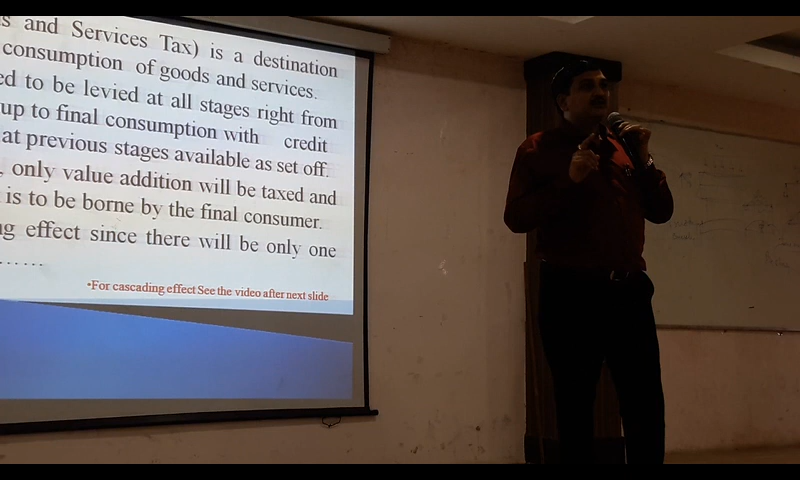 and Services Tax) is a destination
consumption of goods and services.
to be levied at all stages right from
up to final consumption with credit
at previous stages available as set off.
, only value addition will be taxed and
is to be borne by the final consumer.
effect since there will be only one
......
•For cascading effect See the video after next slide